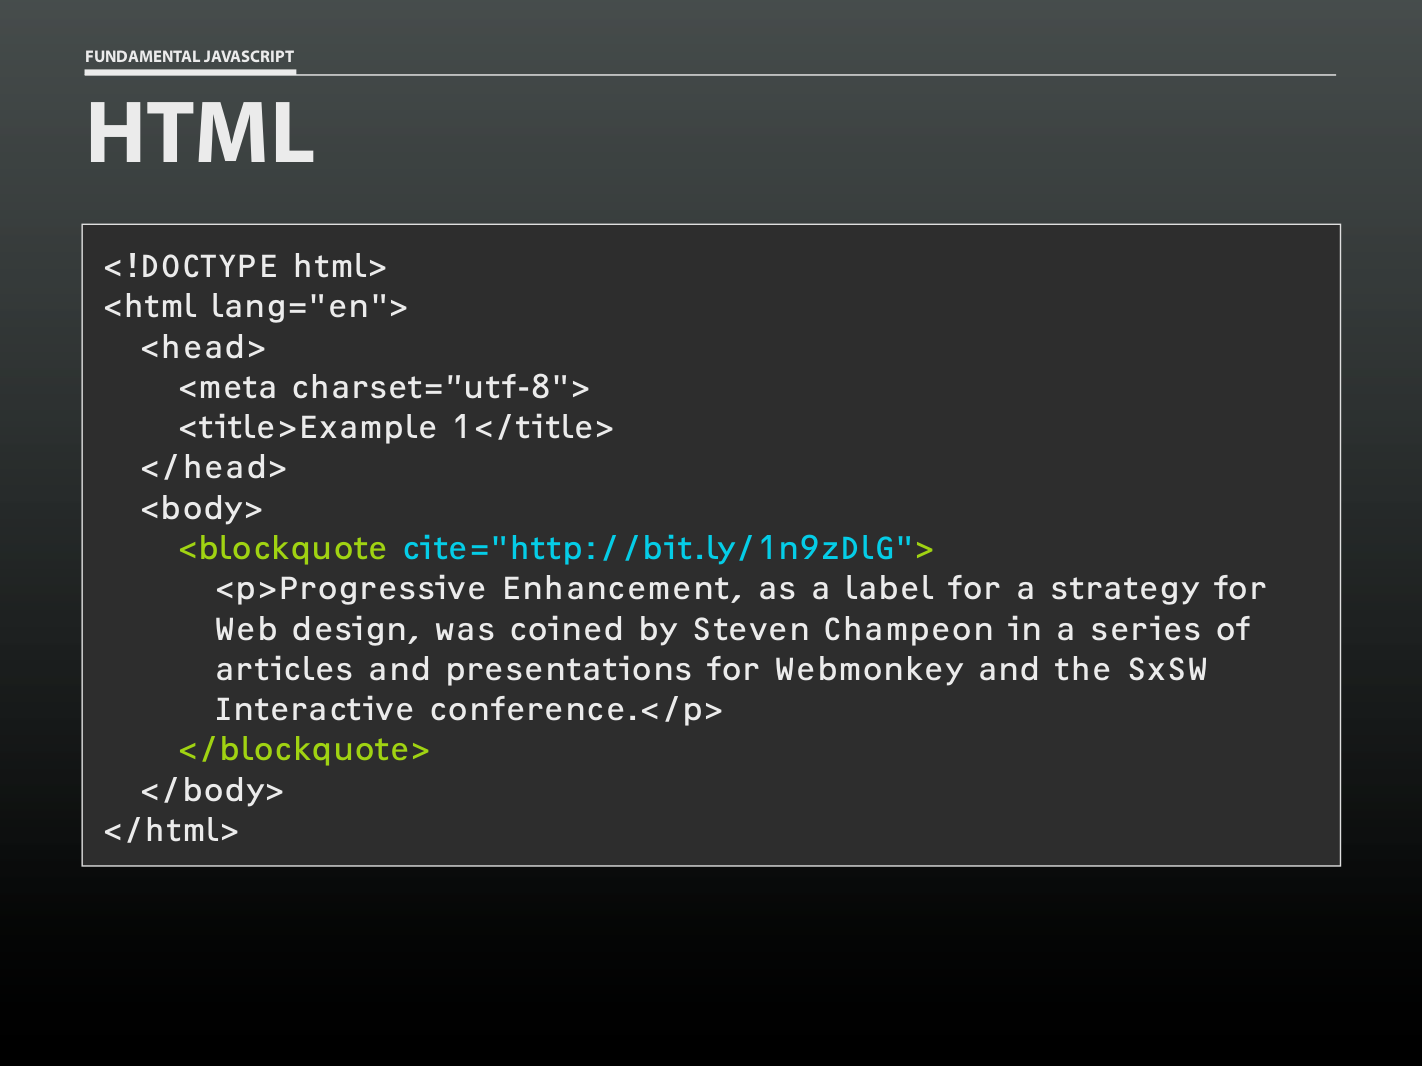 FUNDAMENTAL JAVASCRIPT
HTML
<!DOCTYPE html>
<html lang="en">
<head>
<meta charset="utf-8">
<title>Example 1</title>
</head>
<body>
<blockquote cite="http://bit.ly/1n9zDlG">
<p>Progressive Enhancement, as a label for a strategy for
Web design, was coined by Steven Champeon in a series of
articles and presentations for Webmonkey and the SxSW
Interactive conference.</p>
</blockquote>
</body>
</html>